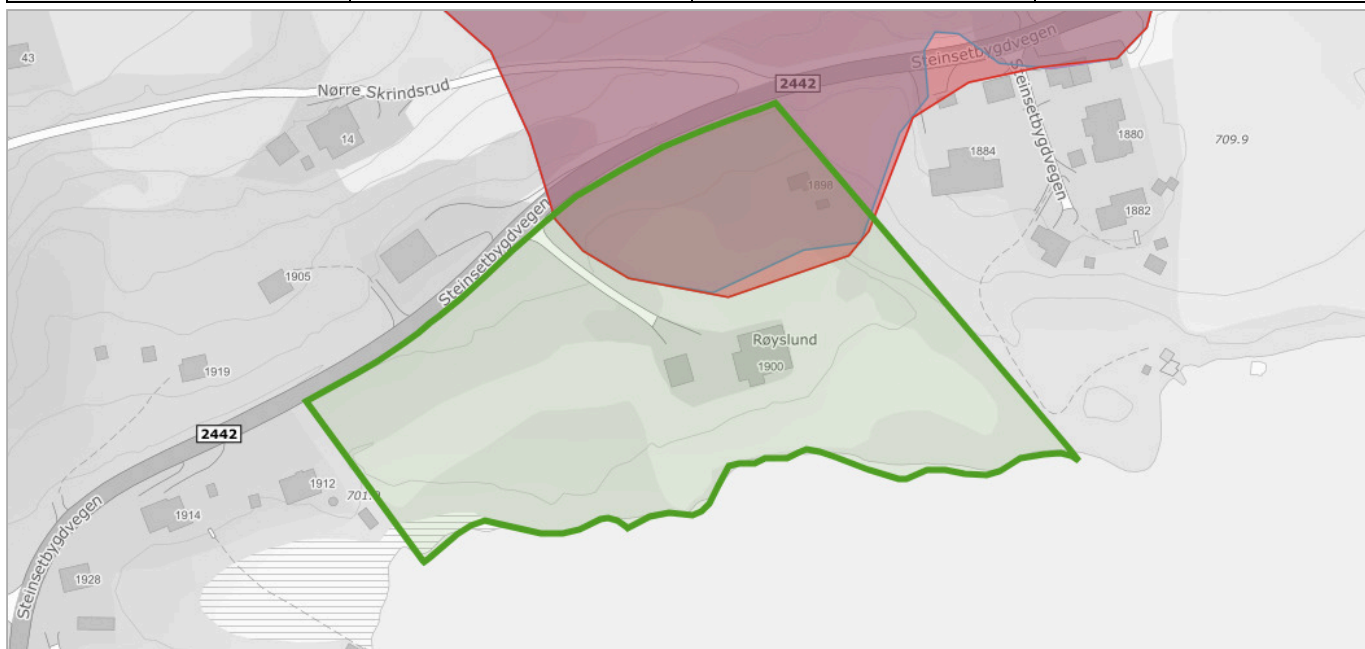 Steinsetbygdvegen
43
Nørre Skrindsrud
2442
14
1884
1880
709.9
Steinsetbygdvegen
1898
1882
Steinsetbygdvegen
1905
Røyslund
1900
1919
2442
1912
1914
Steinsetbygdvegen
1928